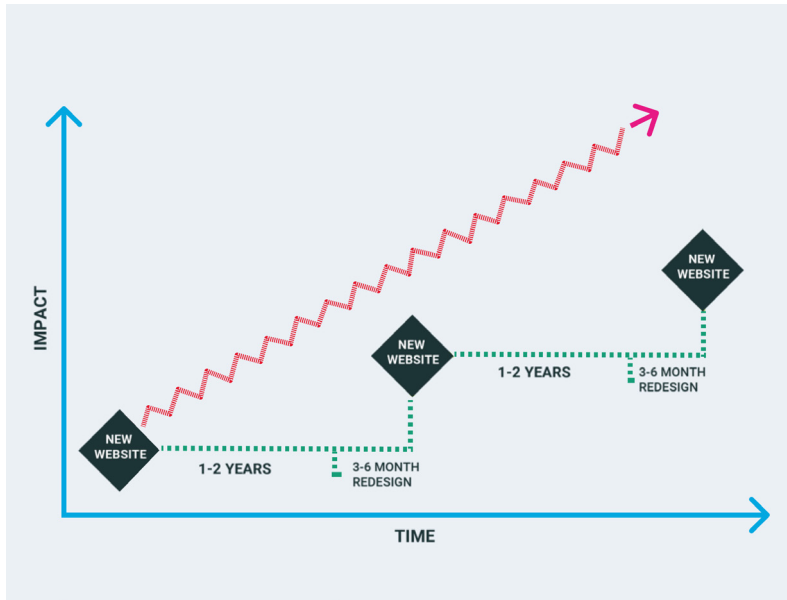 IMPACT
NEW
WEBSITE
NEW
WEBSITE
1-2 YEARS
3-6 MONTH
REDESIGN
NEW
WEBSITE
1-2 YEARS
3-6 MONTH
REDESIGN
TIME